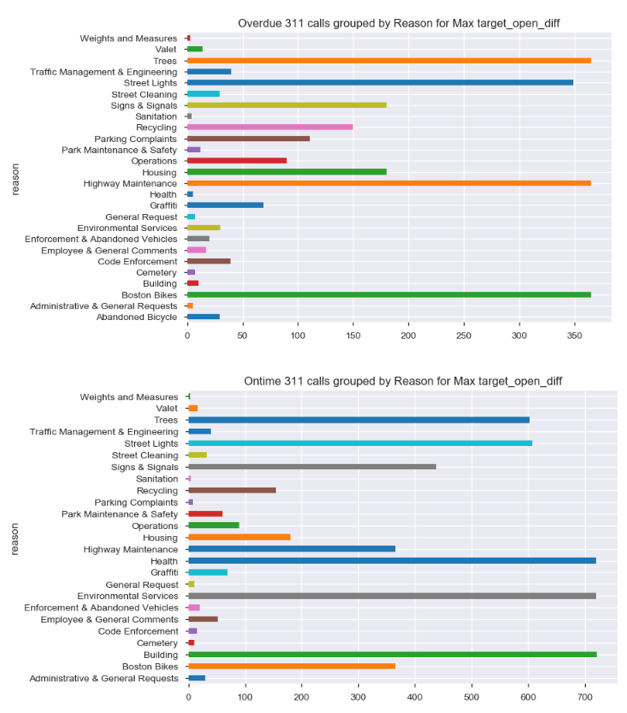 Overdue 311 calls grouped by Reason for Max target_open_diff
Weights and Measures
Valet
Trees
Traffic Management & Engineering
Street Lights
Street Cleaning
Signs & Signals
Sanitation
Recycling
Parking Complaints
Park Maintenance & Safety
Operations
Housing
Highway Maintenance
Health
Graffiti
General Request
Environmental Services
Enforcement & Abandoned Vehicles
Employee & General Comments
Code Enforcement
Cemetery
Building
Boston Bikes
Administrative & General Requests
Abandoned Bicycle
reason
0 50 100 150 200 250 300 350
Ontime 311 calls grouped by Reason for Max target_open_diff
Weights and Measures
Valet
Trees
Traffic Management & Engineering
Street Lights
Street Cleaning
Signs & Signals
Sanitation
Recycling
Parking Complaints
Park Maintenance & Safety
Operations
Housing
Highway Maintenance
Health
Graffiti
General Request
Environmental Services
Enforcement & Abandoned Vehicles
Employee & General Comments
Code Enforcement
Cemetery
Building
Boston Bikes
Administrative & General Requests
reason
0 100 200 300 400 500 600 700